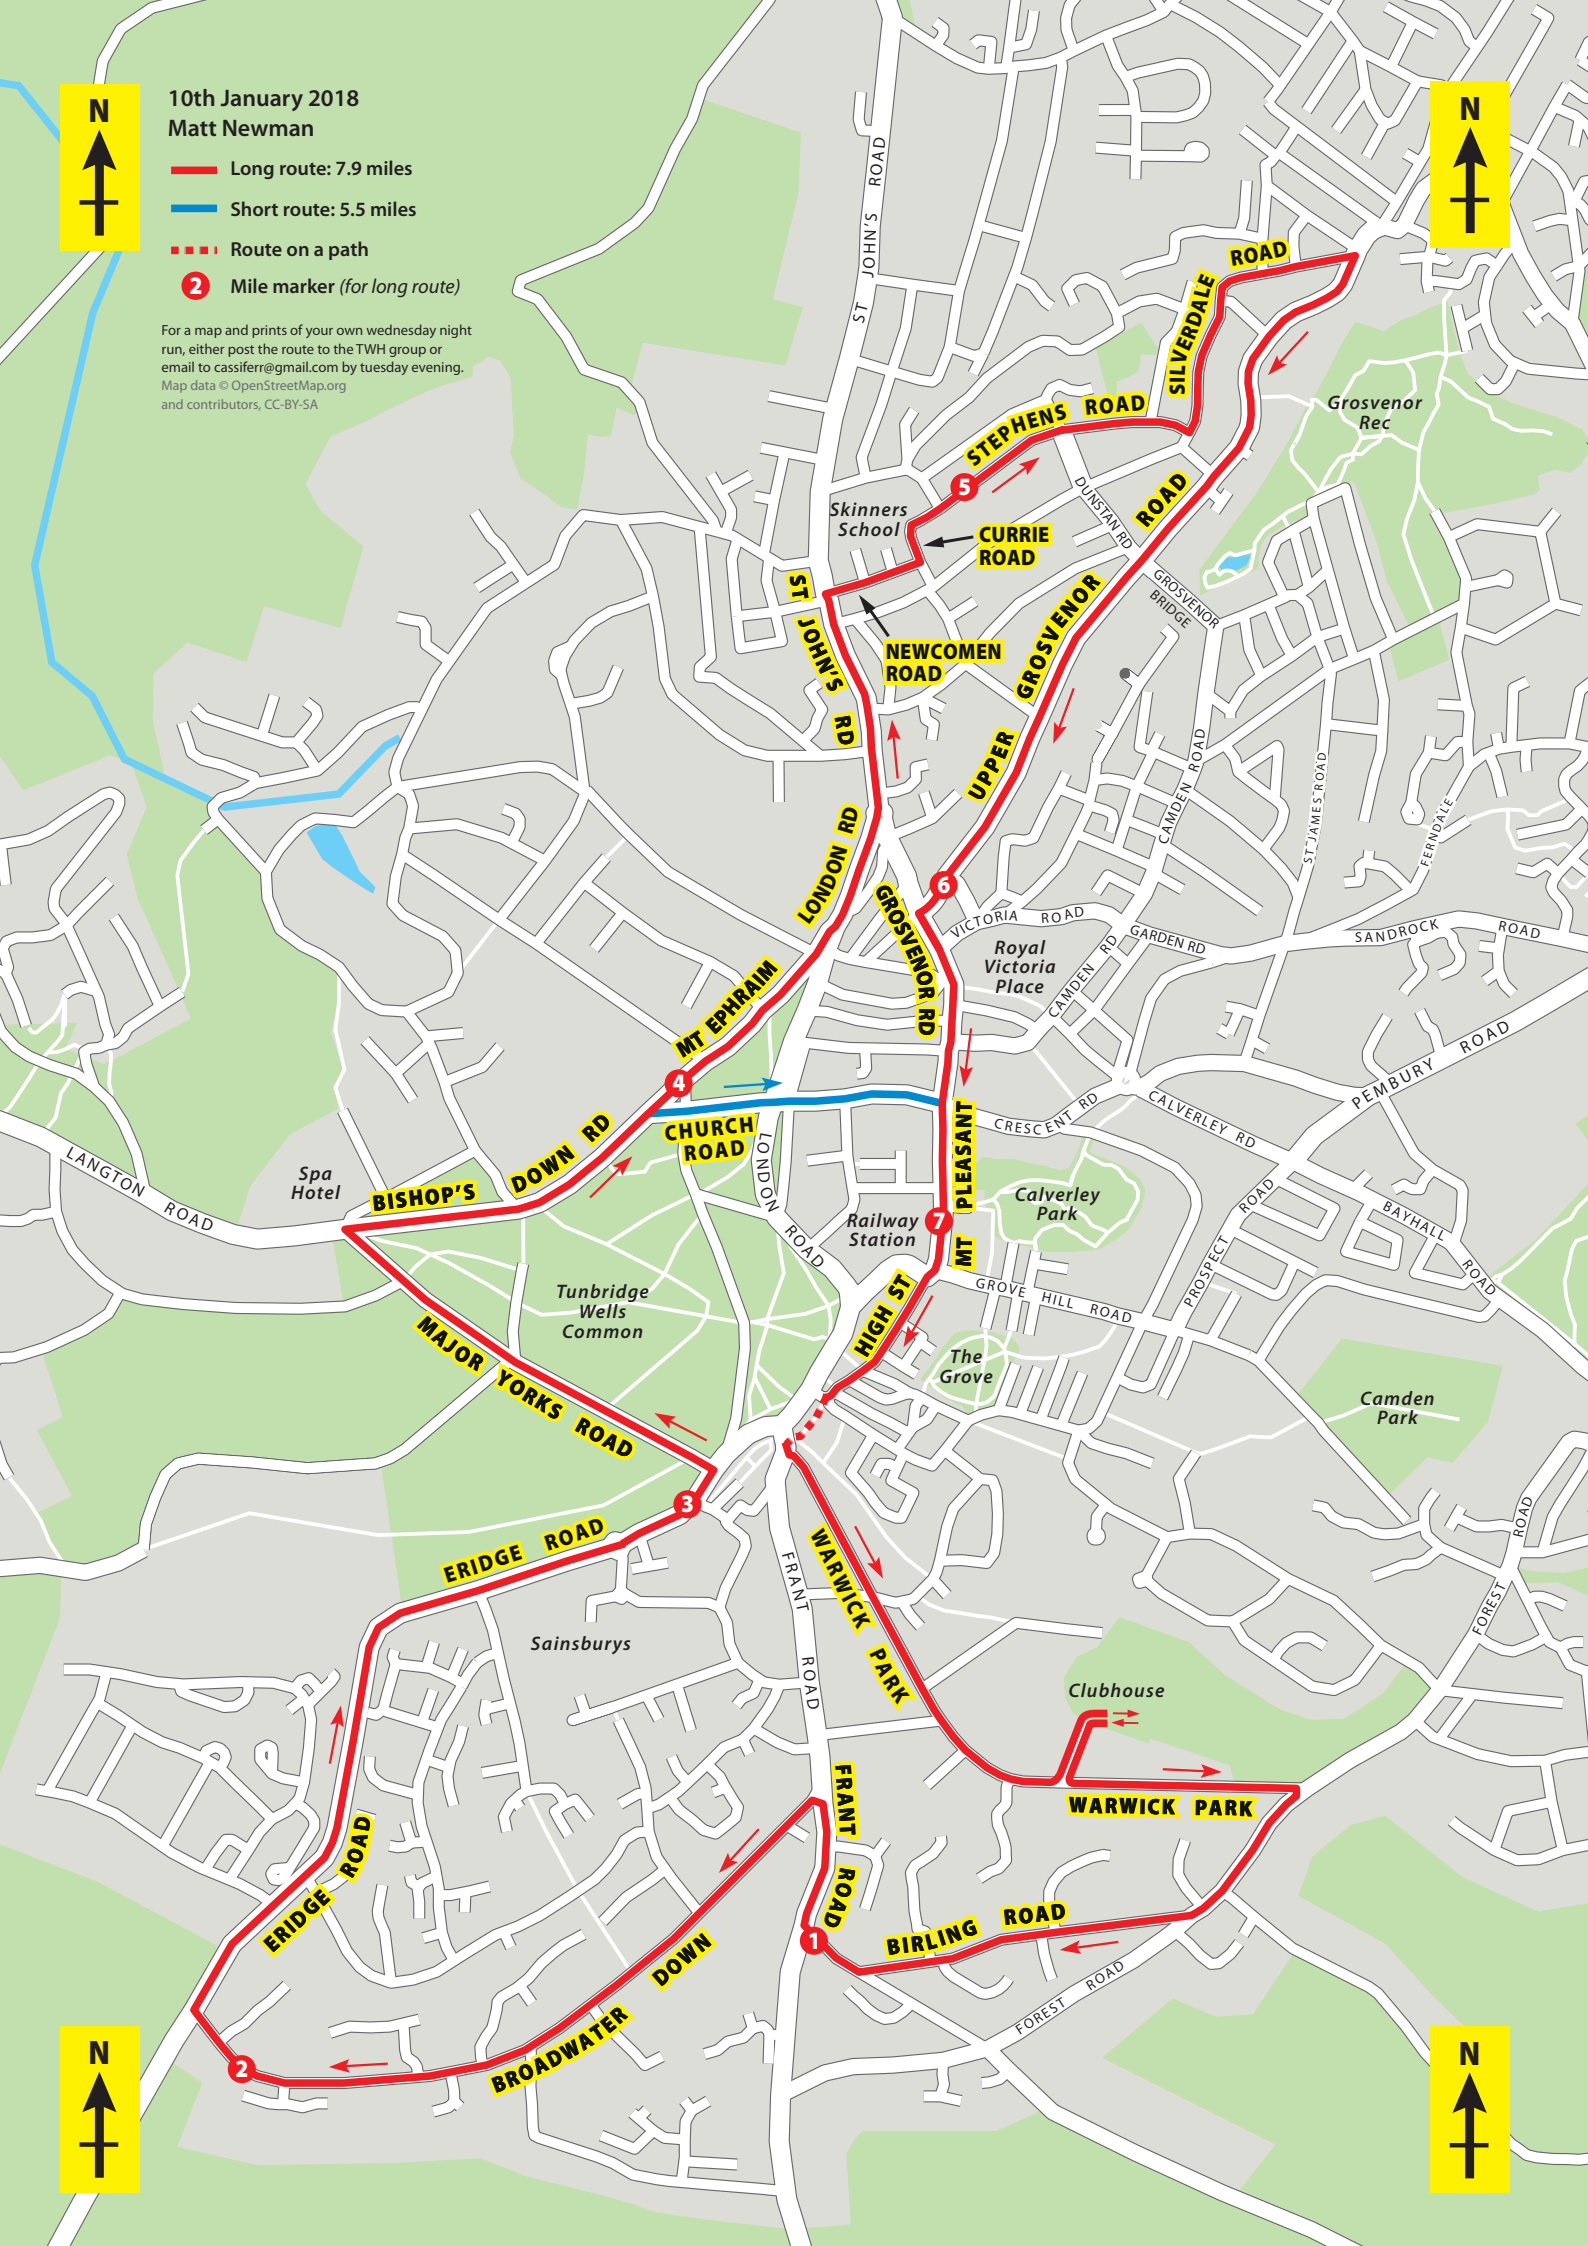 N
10th January 2018
Matt Newman
Long route: 7.9 miles
Short route: 5.5 miles
Route on a path
2
Mile marker (for long route)
For a map and prints of your own wednesday night
run, either post the route to the TWH group or
email to cassiferr@gmail.com by tuesday evening.
Map data © OpenStreetMap.org
and contributors, CC-BY-SA
N
ST JOHN'S ROAD
SILVERDALE ROAD
Grosvenor
Rec
STEPHENS ROAD
5
Skinners
School
CURRIE
ROAD
DUNSTAN RD
ROAD
GROSVENOR
BRIDGE
ST JOHN'S RD
NEWCOMEN
ROAD
UPPER GROSVENOR
CAMDEN ROAD
ST JAMES ROAD
FERNDALE
LONDON RD
6
GROSVENOR RD
VICTORIA ROAD
GARDEN RD
SANDROCK ROAD
Royal
Victoria
Place
CAMDEN RD
MT EPHRAIM
4
CHURCH
ROAD
PEMBURY ROAD
CRESCENT RD
CALVERLEY RD
LANGTON ROAD
Spa
Hotel
BISHOP'S DOWN RD
LONDON ROAD
MT PLEASANT
Calverley
Park
Railway
Station
7
PROSPECT ROAD
BAYHALL ROAD
GROVE HILL ROAD
Tunbridge
Wells
Common
HIGH ST
The
Grove
MAJOR YORKS ROAD
Camden
Park
3
ERIDGE ROAD
FRANT ROAD
WARWICK PARK
FOREST ROAD
Sainsburys
Clubhouse
WARWICK PARK
FRANT ROAD
ERIDGE ROAD
1
BIRLING ROAD
BROADWATER DOWN
FOREST ROAD
2
N
N